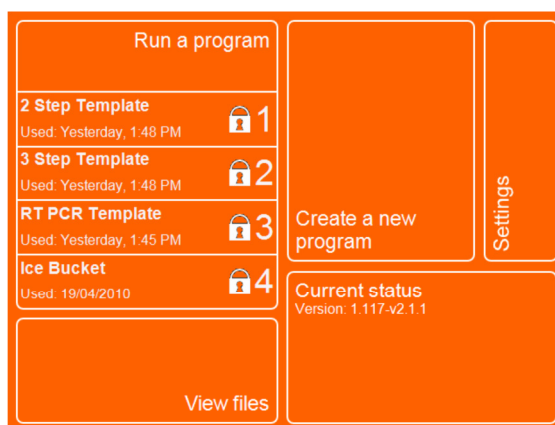 Run a program
2 Step Template
Used: Yesterday, 1:48 PM
1
3 Step Template
Used: Yesterday, 1:48 PM
2
RT PCR Template
Used: Yesterday, 1:45 PM
3
Ice Bucket
Used: 19/04/2010
4
View files
Create a new
program
Settings
Current status
Version: 1.117-v2.1.1